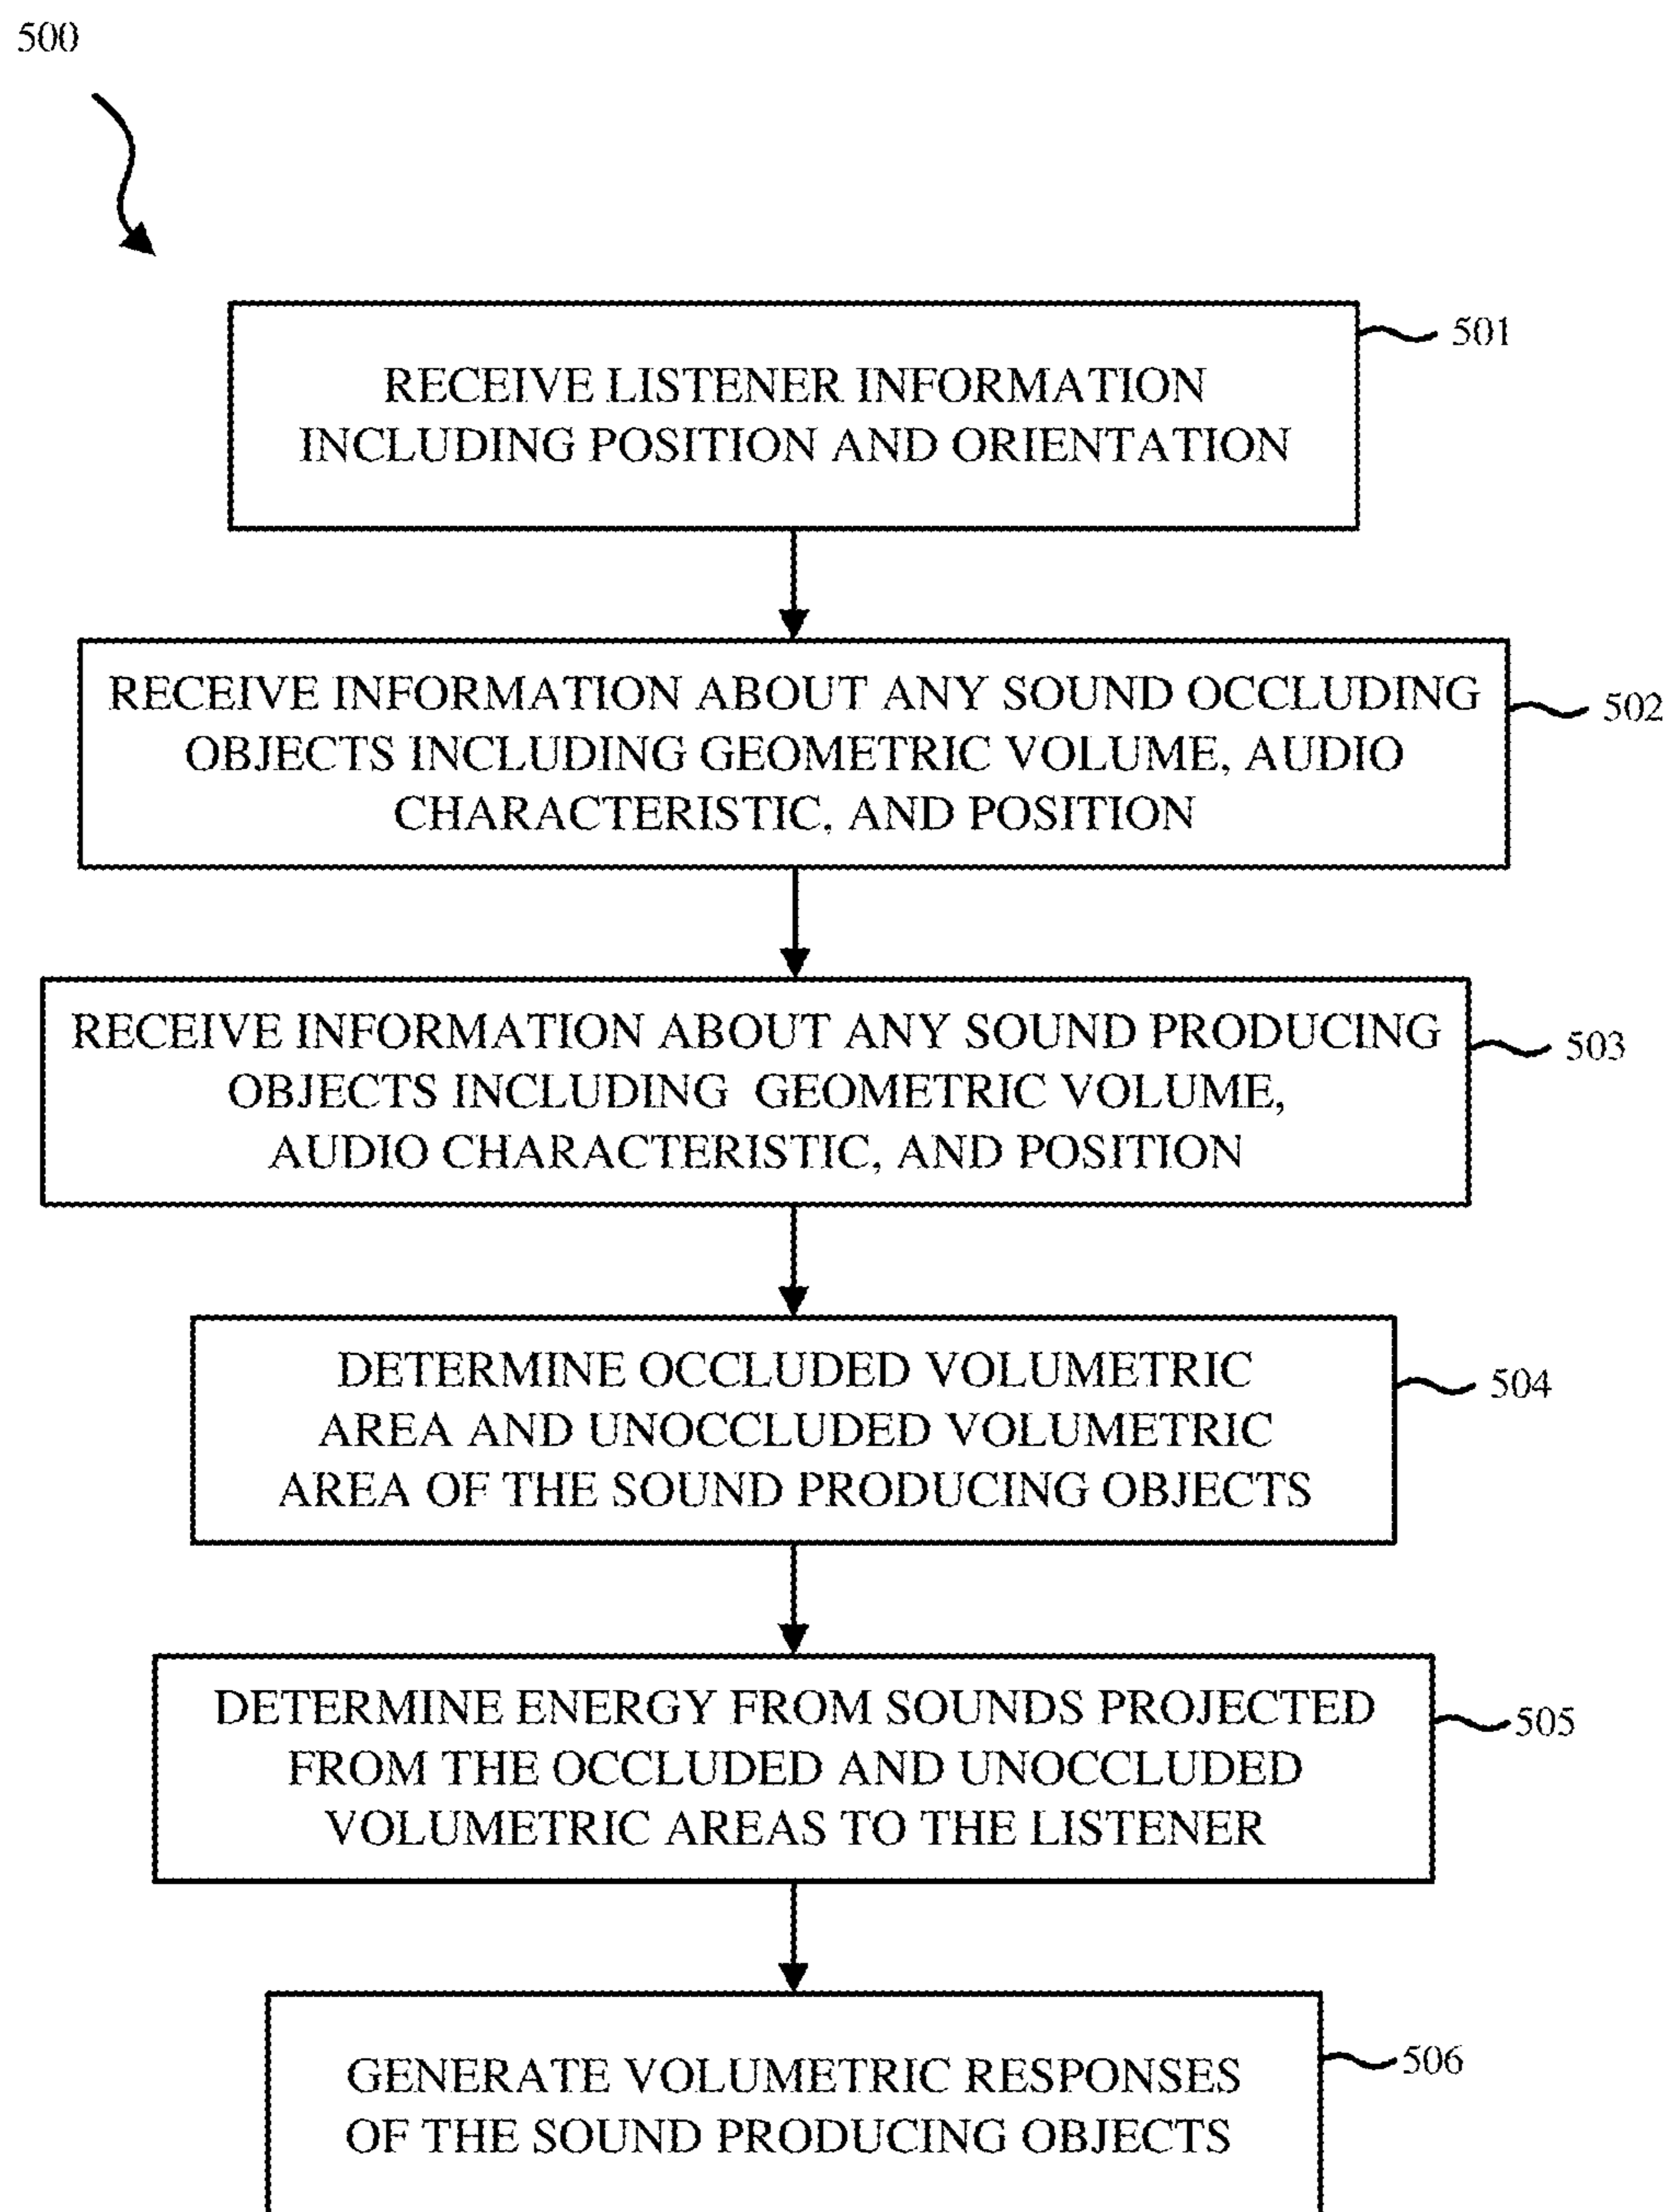 500
RECEIVE LISTENER INFORMATION
INCLUDING POSITION AND ORIENTATION
501
RECEIVE INFORMATION ABOUT ANY SOUND OCCLUDING
OBJECTS INCLUDING GEOMETRIC VOLUME, AUDIO
CHARACTERISTIC, AND POSITION
502
RECEIVE INFORMATION ABOUT ANY SOUND PRODUCING
OBJECTS INCLUDING GEOMETRIC VOLUME,
AUDIO CHARACTERISTIC, AND POSITION
503
DETERMINE OCCLUDED VOLUMETRIC
AREA AND UNOCCLUDED VOLUMETRIC
AREA OF THE SOUND PRODUCING OBJECTS
504
DETERMINE ENERGY FROM SOUNDS PROJECTED
FROM THE OCCLUDED AND UNOCCLUDED
VOLUMETRIC AREAS TO THE LISTENER
505
GENERATE VOLUMETRIC RESPONSES
OF THE SOUND PRODUCING OBJECTS
506